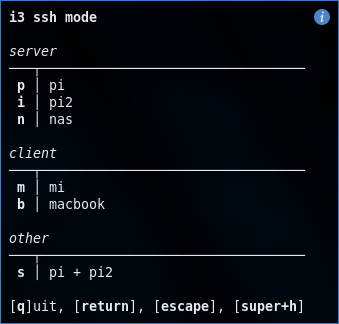 i3 ssh mode
i
server
p │ pi
i │ pi2
n │ nas
client
m │ mi
b │ macbook
other
s │ pi + pi2
[q]uit, [return], [escape], [super+h]